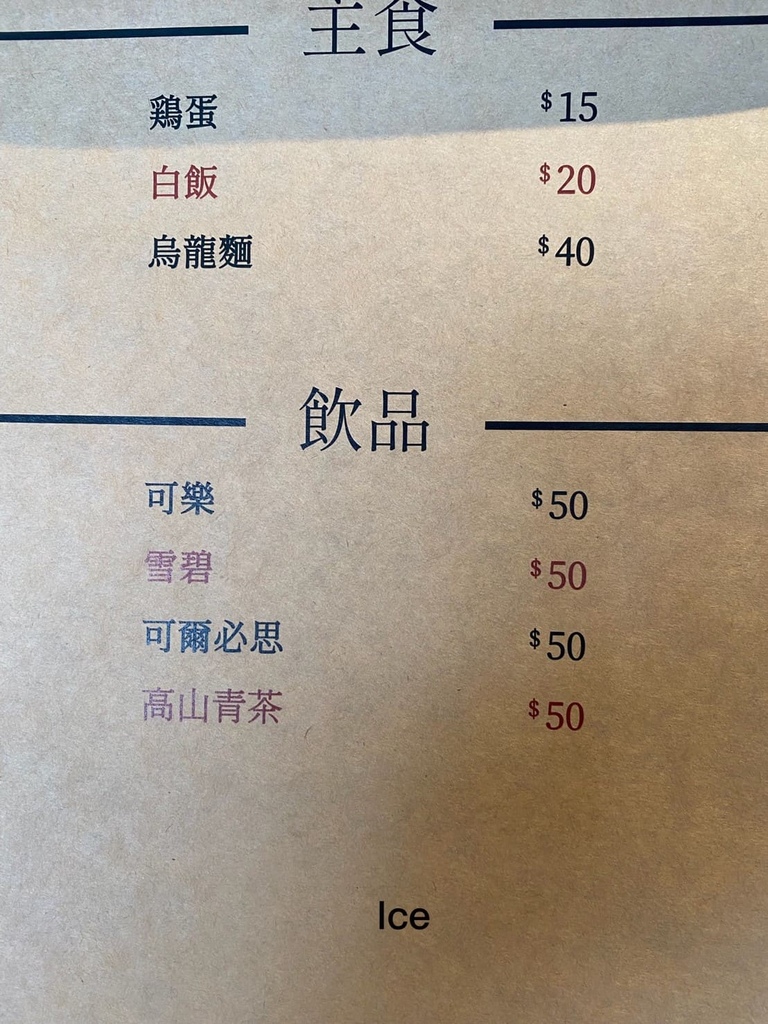 主食
鷄蛋 $15
白飯 $20
烏龍麵 $40
飲品
可樂 $50
雪碧 $50
可爾必思 $50
高山青茶 $50
Ice